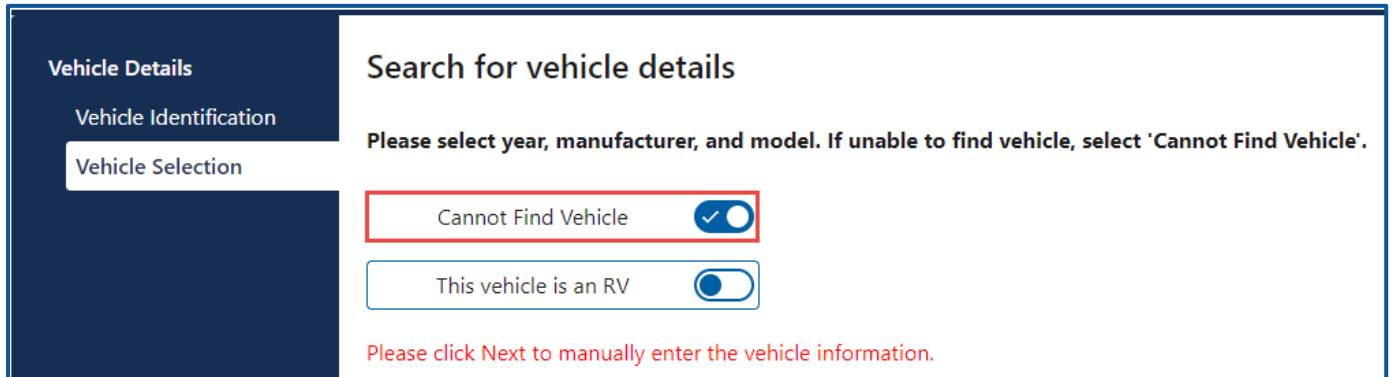 Vehicle Details
Vehicle Identification
Vehicle Selection
Search for vehicle details
Please select year, manufacturer, and model. If unable to find vehicle, select 'Cannot Find Vehicle'.
Cannot Find Vehicle
This vehicle is an RV
Please click Next to manually enter the vehicle information.